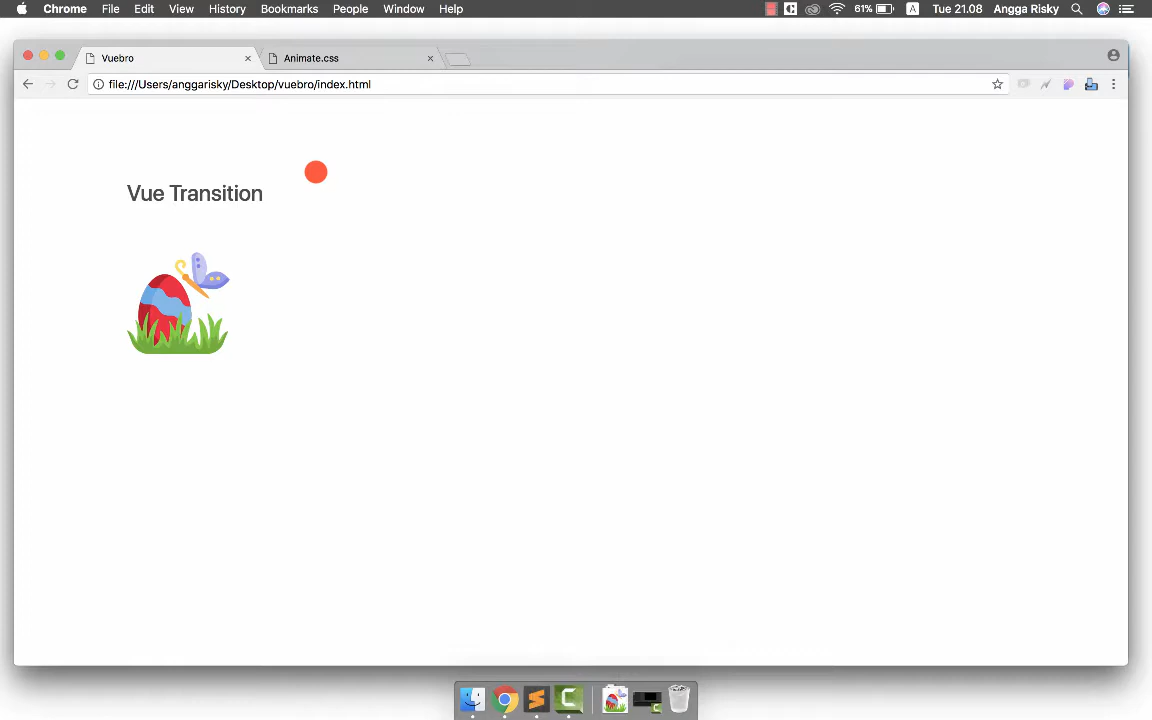 Chrome File Edit View History Bookmarks People Window Help 61% A Tue 21.08 Angga Risky
Vuebro Animate.css
file:///Users/anggarisky/Desktop/vuebro/index.html
Vue Transition